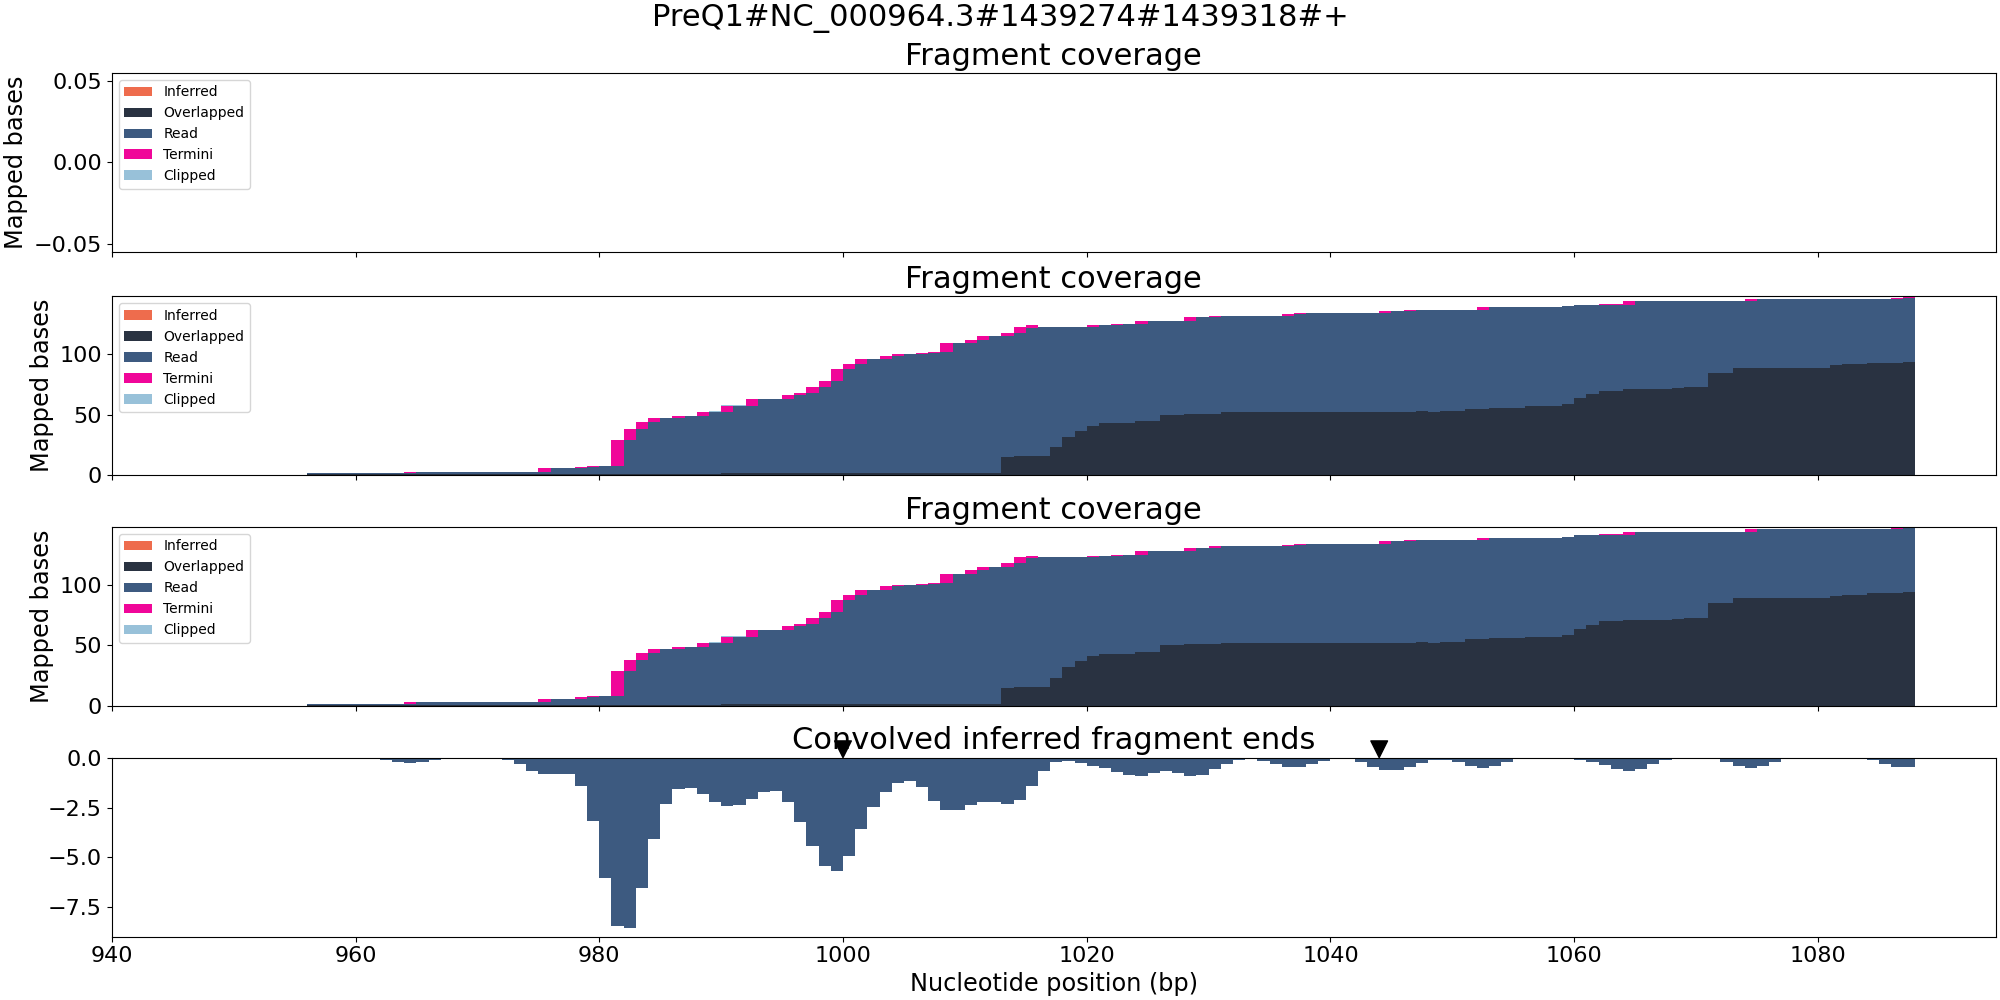 PreQ1#NC_000964.3#1439274#1439318#+
Fragment coverage
Mapped bases
0.05
0.00
−0.05
Inferred
Overlapped
Read
Termini
Clipped
Fragment coverage
Mapped bases
100
50
0
Inferred
Overlapped
Read
Termini
Clipped
Fragment coverage
Mapped bases
100
50
0
Inferred
Overlapped
Read
Termini
Clipped
Convolved inferred fragment ends
0.0
−2.5
−5.0
−7.5
940 960 980 1000 1020 1040 1060 1080
Nucleotide position (bp)